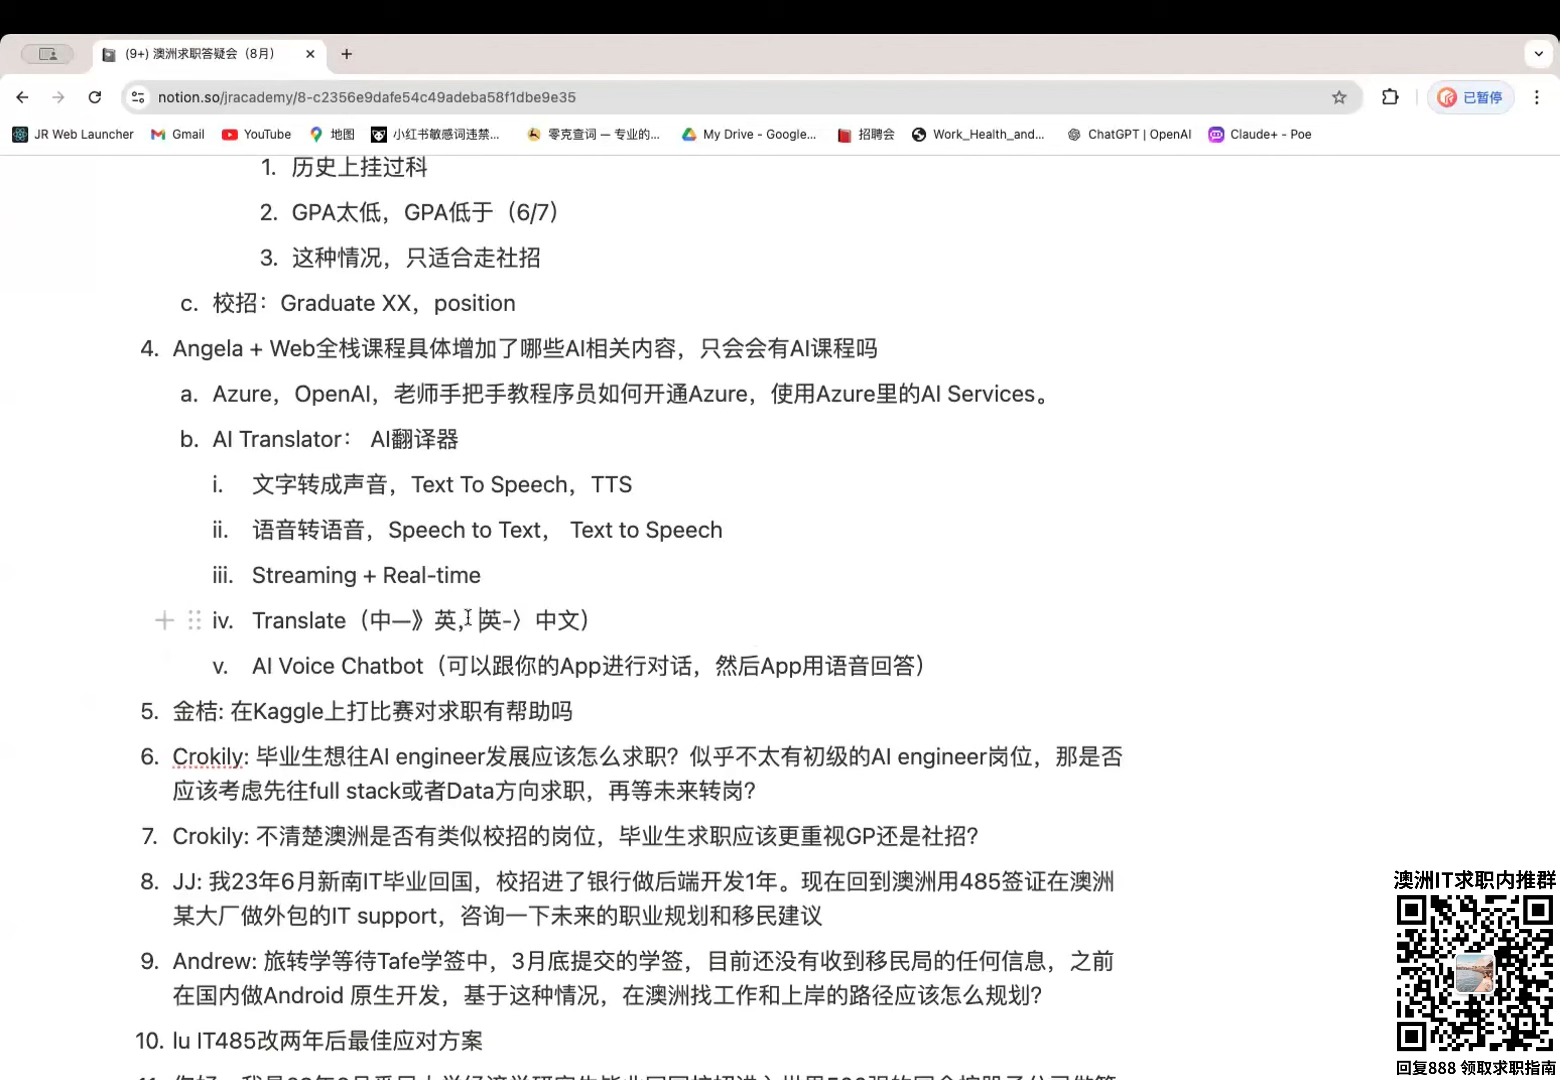 (9+) 澳洲求职答疑会（8月）
notion.so/jracademy/8-c2356e9dafe54c49adeba58f1dbe9e35
已暂停
JR Web Launcher
Gmail
YouTube
地图
小红书敏感词违禁...
零克查词 — 专业的...
My Drive - Google...
招聘会
Work_Health_and...
ChatGPT | OpenAI
Claude+ - Poe
1. 历史上挂过科
2. GPA太低，GPA低于（6/7）
3. 这种情况，只适合走社招
c. 校招：Graduate XX，position
4. Angela + Web全栈课程具体增加了哪些AI相关内容，只会会有AI课程吗
a. Azure，OpenAI，老师手把手教程序员如何开通Azure，使用Azure里的AI Services。
b. AI Translator： AI翻译器
i. 文字转成声音，Text To Speech，TTS
ii. 语音转语音，Speech to Text， Text to Speech
iii. Streaming + Real-time
iv. Translate（中—》英，英-〉中文）
v. AI Voice Chatbot（可以跟你的App进行对话，然后App用语音回答）
5. 金桔: 在Kaggle上打比赛对求职有帮助吗
6. Crokily: 毕业生想往AI engineer发展应该怎么求职？似乎不太有初级的AI engineer岗位，那是否
应该考虑先往full stack或者Data方向求职，再等未来转岗？
7. Crokily: 不清楚澳洲是否有类似校招的岗位，毕业生求职应该更重视GP还是社招？
8. JJ: 我23年6月新南IT毕业回国，校招进了银行做后端开发1年。现在回到澳洲用485签证在澳洲
某大厂做外包的IT support，咨询一下未来的职业规划和移民建议
9. Andrew: 旅转学等待Tafe学签中，3月底提交的学签，目前还没有收到移民局的任何信息，之前
在国内做Android 原生开发，基于这种情况，在澳洲找工作和上岸的路径应该怎么规划？
10. lu IT485改两年后最佳应对方案
澳洲IT求职内推群
回复888 领取求职指南